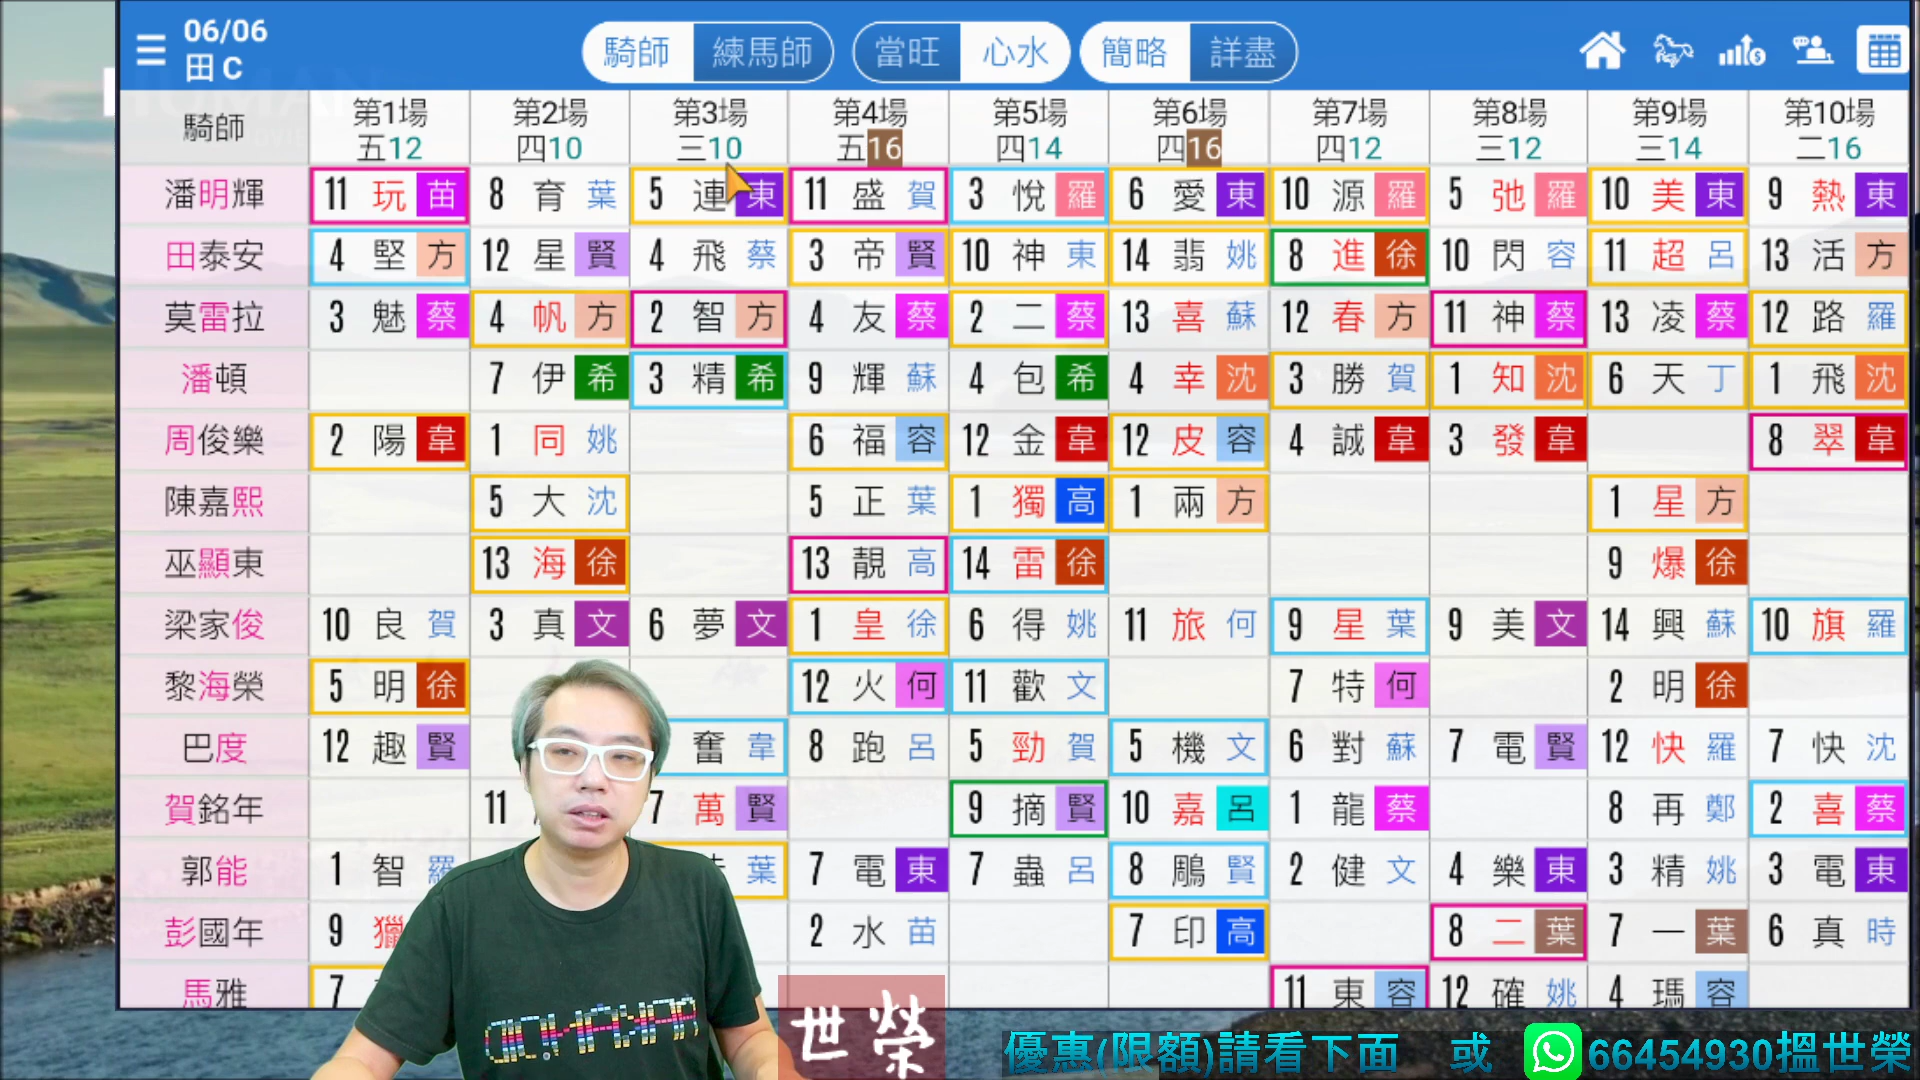 06/06
田 C
騎師 練馬師 當旺 心水 簡略 詳盡
騎師 第1場 第2場 第3場 第4場 第5場 第6場 第7場 第8場 第9場 第10場
五12 四10 三10 五16 四14 四16 四12 三12 三14 二16
潘明輝 11 玩 苗 8 育 葉 5 連 東 11 盛 賀 3 悅 羅 6 愛 東 10 源 羅 5 弛 羅 10 美 東 9 熱 東
田泰安 4 堅 方 12 星 賢 4 飛 蔡 3 帝 賢 10 神 東 14 翡 姚 8 進 徐 10 閃 容 11 超 呂 13 活 方
莫雷拉 3 魅 蔡 4 帆 方 2 智 方 4 友 蔡 2 二 蔡 13 喜 蘇 12 春 方 11 神 蔡 13 凌 蔡 12 路 羅
潘頓 7 伊 希 3 精 希 9 輝 蘇 4 包 希 4 幸 沈 3 勝 賀 1 知 沈 6 天 丁 1 飛 沈
周俊樂 2 陽 韋 1 同 姚 6 福 容 12 金 韋 12 皮 容 4 誠 韋 3 發 韋 8 翠 韋
陳嘉熙 5 大 沈 5 正 葉 1 獨 高 1 兩 方 1 星 方
巫顯東 13 海 徐 13 靚 高 14 雷 徐 9 爆 徐
梁家俊 10 良 賀 3 真 文 6 夢 文 1 皇 徐 6 得 姚 11 旅 何 9 星 葉 9 美 文 14 興 蘇 10 旗 羅
黎海榮 5 明 徐 12 火 何 11 歡 文 7 特 何 2 明 徐
巴度 12 趣 賢 奮 韋 8 跑 呂 5 勁 賀 5 機 文 6 對 蘇 7 電 賢 12 快 羅 7 快 沈
賀銘年 11 7 萬 賢 9 摘 賢 10 嘉 呂 1 龍 蔡 8 再 鄭 2 喜 蔡
郭能 1 智 羅 葉 7 電 東 7 蟲 呂 8 鵰 賢 2 健 文 4 樂 東 3 精 姚 3 電 東
彭國年 9 獵 2 水 苗 7 印 高 8 二 葉 7 一 葉 6 真 時
馬雅 7 11 東 容 12 確 姚 4 瑪 容
世榮
優惠(限額)請看下面 或 66454930搵世榮